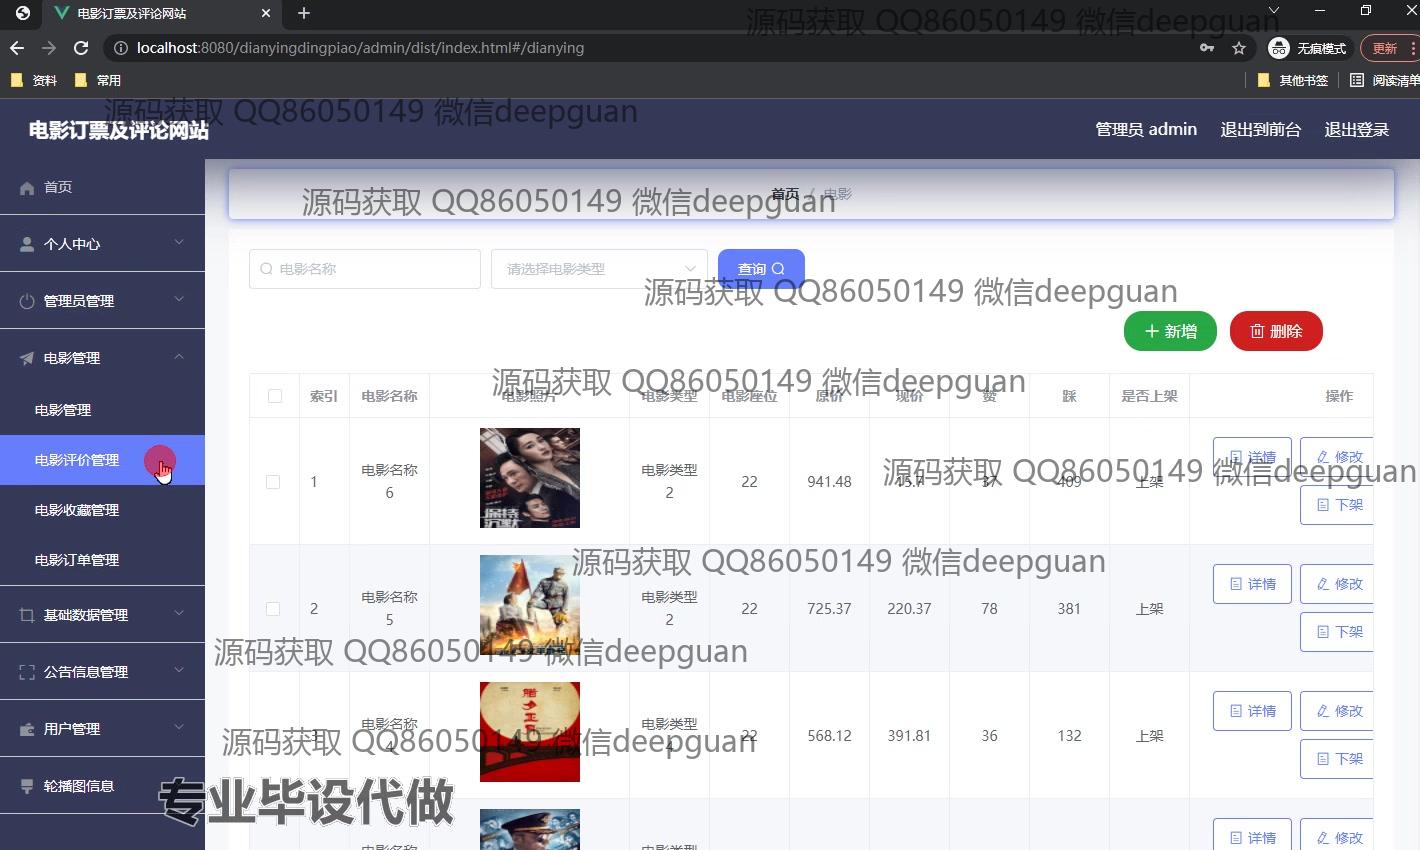 电影订票及评论网站
源码获取 QQ86050149 微信deepguan
localhost:8080/dianyingdingpiao/admin/dist/index.html#/dianying
无痕模式
更新
资料
常用
其他书签
阅读清单
源码获取 QQ86050149 微信deepguan
电影订票及评论网站
管理员 admin
退出到前台
退出登录
首页
首页 / 电影
源码获取 QQ86050149 微信deepguan
个人中心
电影名称
请选择电影类型
查询
管理员管理
源码获取 QQ86050149 微信deepguan
新增
删除
电影管理
源码获取 QQ86050149 微信deepguan
索引
电影名称
电影照片
电影类型
电影座位
原价
现价
赞
踩
是否上架
操作
电影管理
电影评价管理
电影收藏管理
电影订单管理
1
电影名称
6
保持
沉默
电影类型
2
22
941.48
37
409
上架
详情
修改
下架
源码获取 QQ86050149 微信deepguan
源码获取 QQ86050149 微信deepguan
2
电影名称
5
电影类型
2
22
725.37
220.37
78
381
上架
详情
修改
下架
基础数据管理
源码获取 QQ86050149 微信deepguan
公告信息管理
用户管理
3
电影名称
4
电影类型
4
22
568.12
391.81
36
132
上架
详情
修改
下架
源码获取 QQ86050149 微信deepguan
轮播图信息
专业毕设代做
详情
修改
电影名称
电影类型